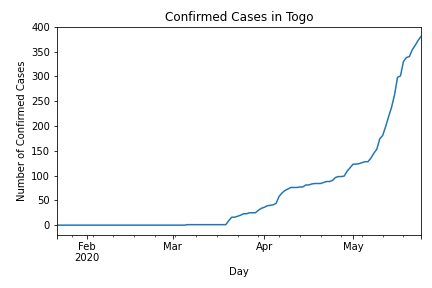 Confirmed Cases in Togo
Number of Confirmed Cases
400
350
300
250
200
150
100
50
0
Feb
2020
Mar
Apr
May
Day